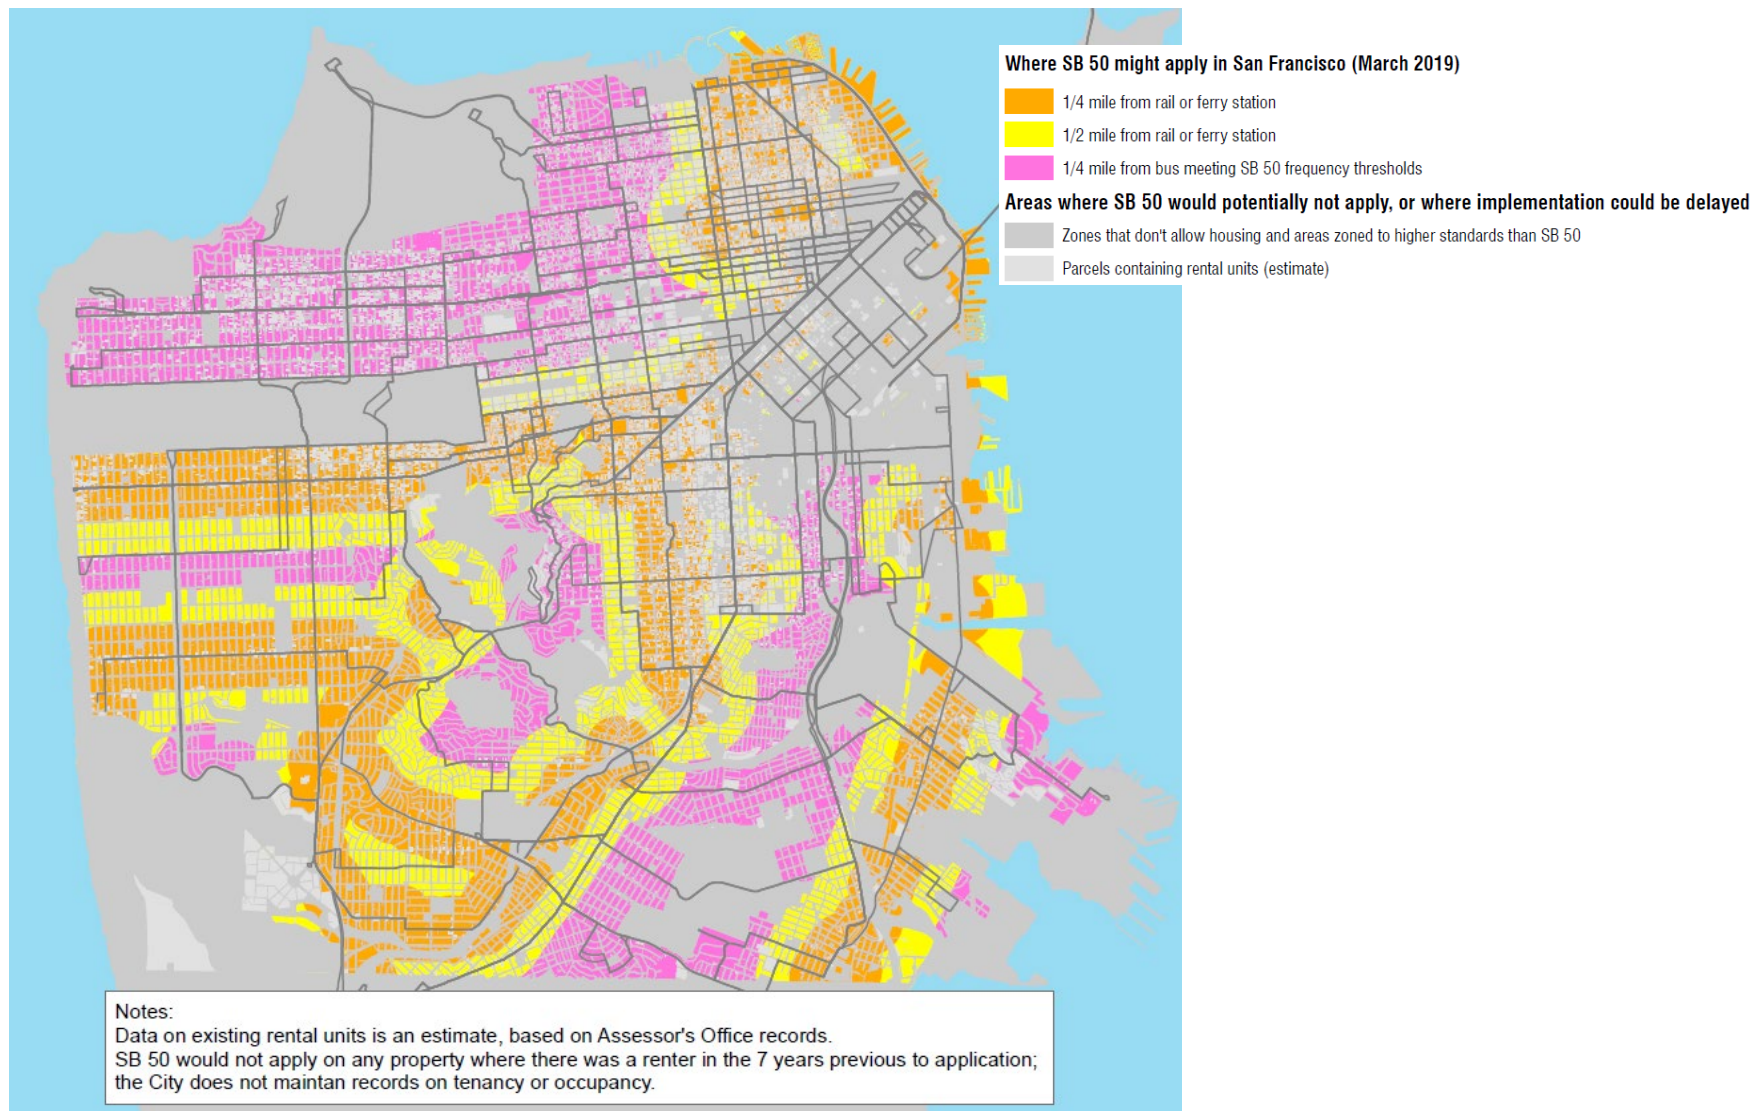 Where SB 50 might apply in San Francisco (March 2019)
1/4 mile from rail or ferry station
1/2 mile from rail or ferry station
1/4 mile from bus meeting SB 50 frequency thresholds
Areas where SB 50 would potentially not apply, or where implementation could be delayed
Zones that don't allow housing and areas zoned to higher standards than SB 50
Parcels containing rental units (estimate)
Notes:
Data on existing rental units is an estimate, based on Assessor's Office records.
SB 50 would not apply on any property where there was a renter in the 7 years previous to application;
the City does not maintan records on tenancy or occupancy.